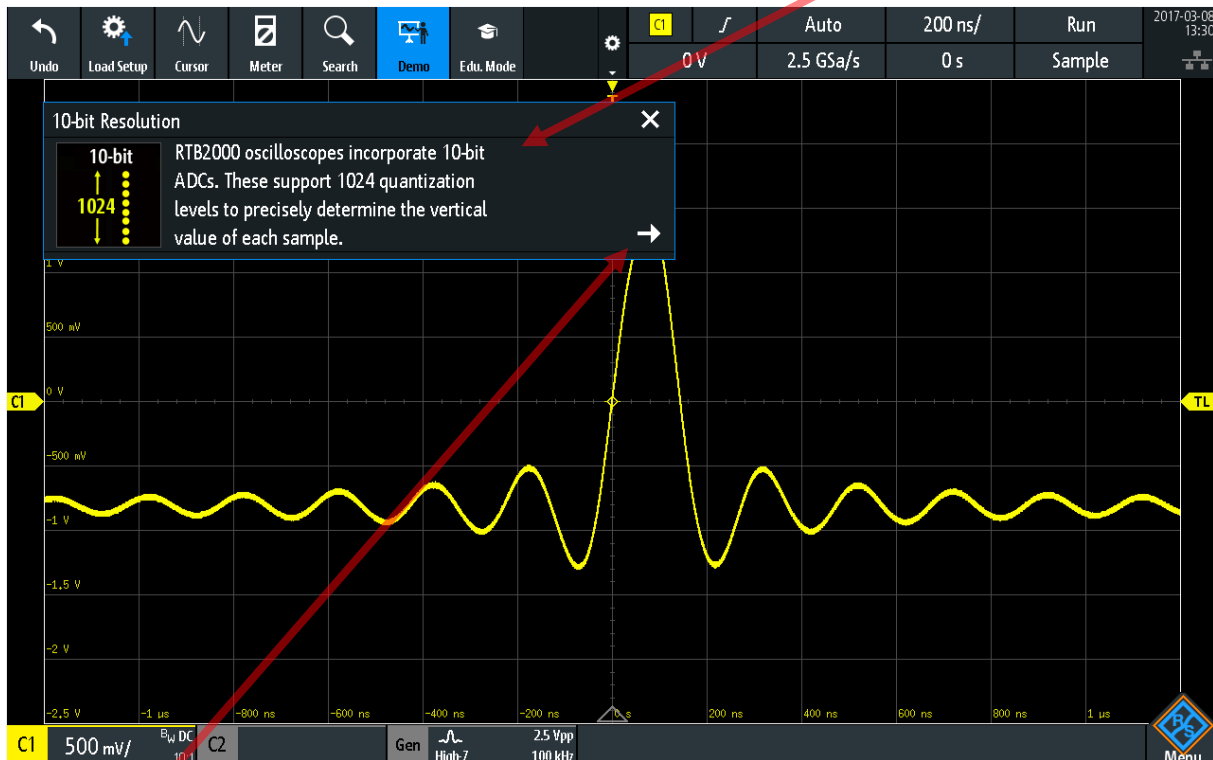 Undo
Load Setup
Cursor
Meter
Search
Demo
Edu. Mode
C1
Auto
200 ns/
Run
0 V
2.5 GSa/s
0 s
Sample
2017-03-08
13:30
T
10-bit Resolution
10-bit
1024
RTB2000 oscilloscopes incorporate 10-bit
ADCs. These support 1024 quantization
levels to precisely determine the vertical
value of each sample.
1 V
500 mV
0 V
C1
TL
-500 mV
-1 V
-1.5 V
-2 V
-2.5 V
-1 µs
-800 ns
-600 ns
-400 ns
-200 ns
0 s
200 ns
400 ns
600 ns
800 ns
1 µs
C1
500 mV/
BW DC
10:1
C2
Gen
High-Z
2.5 Vpp
100 kHz
R&S
Menu